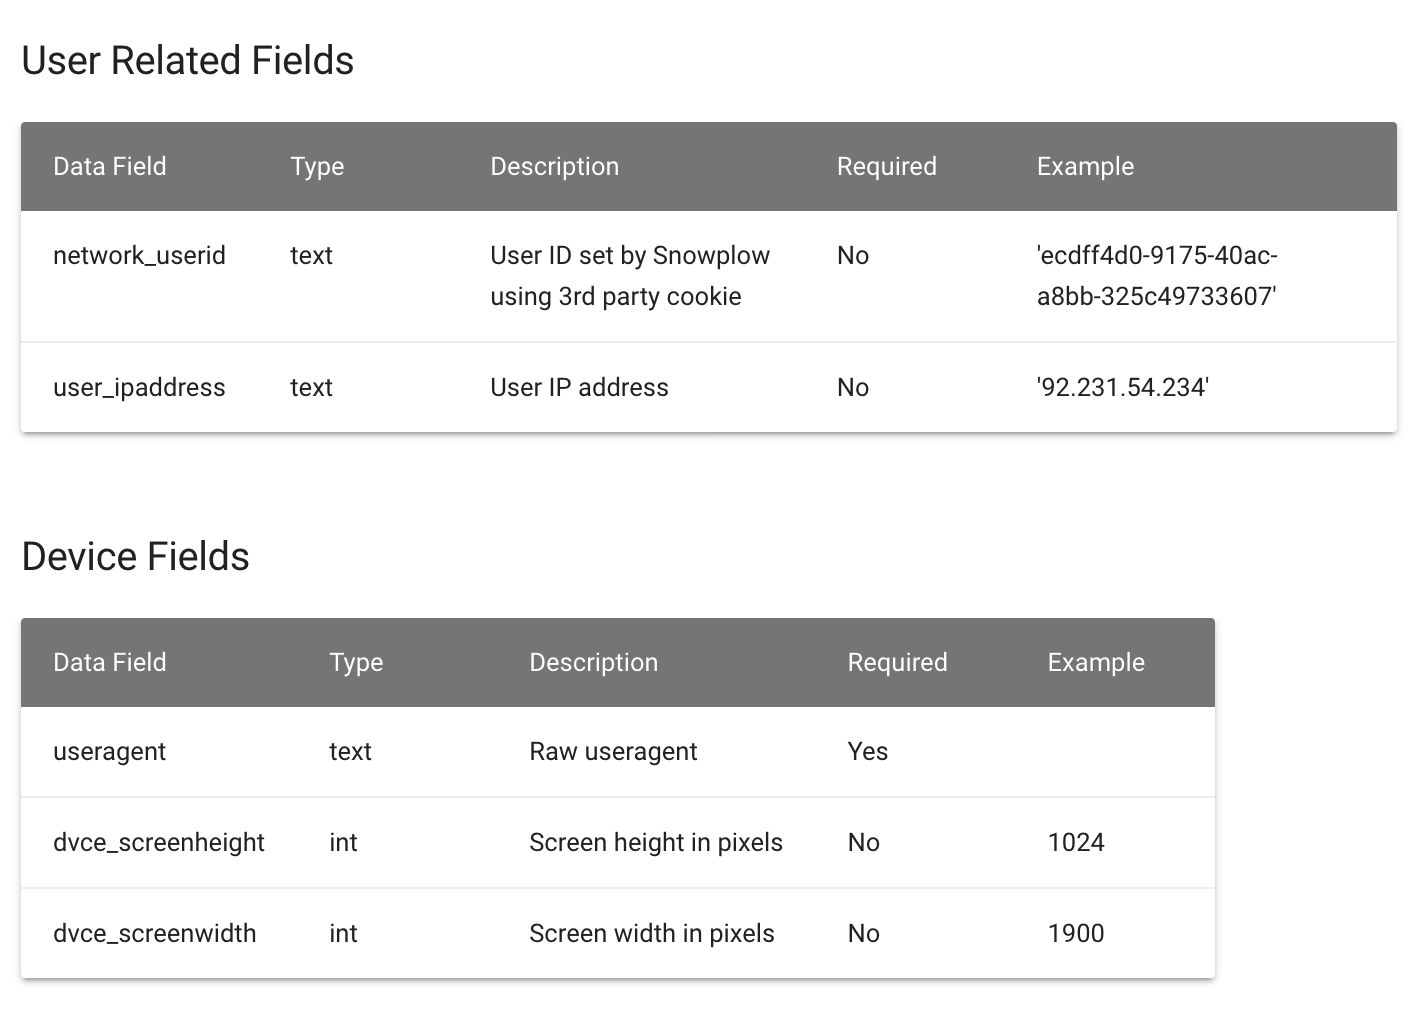 User Related Fields
Data Field Type Description Required Example
network_userid text User ID set by Snowplow No 'ecdff4d0-9175-40ac-
using 3rd party cookie a8bb-325c49733607'
user_ipaddress text User IP address No '92.231.54.234'
Device Fields
Data Field Type Description Required Example
useragent text Raw useragent Yes
dvce_screenheight int Screen height in pixels No 1024
dvce_screenwidth int Screen width in pixels No 1900